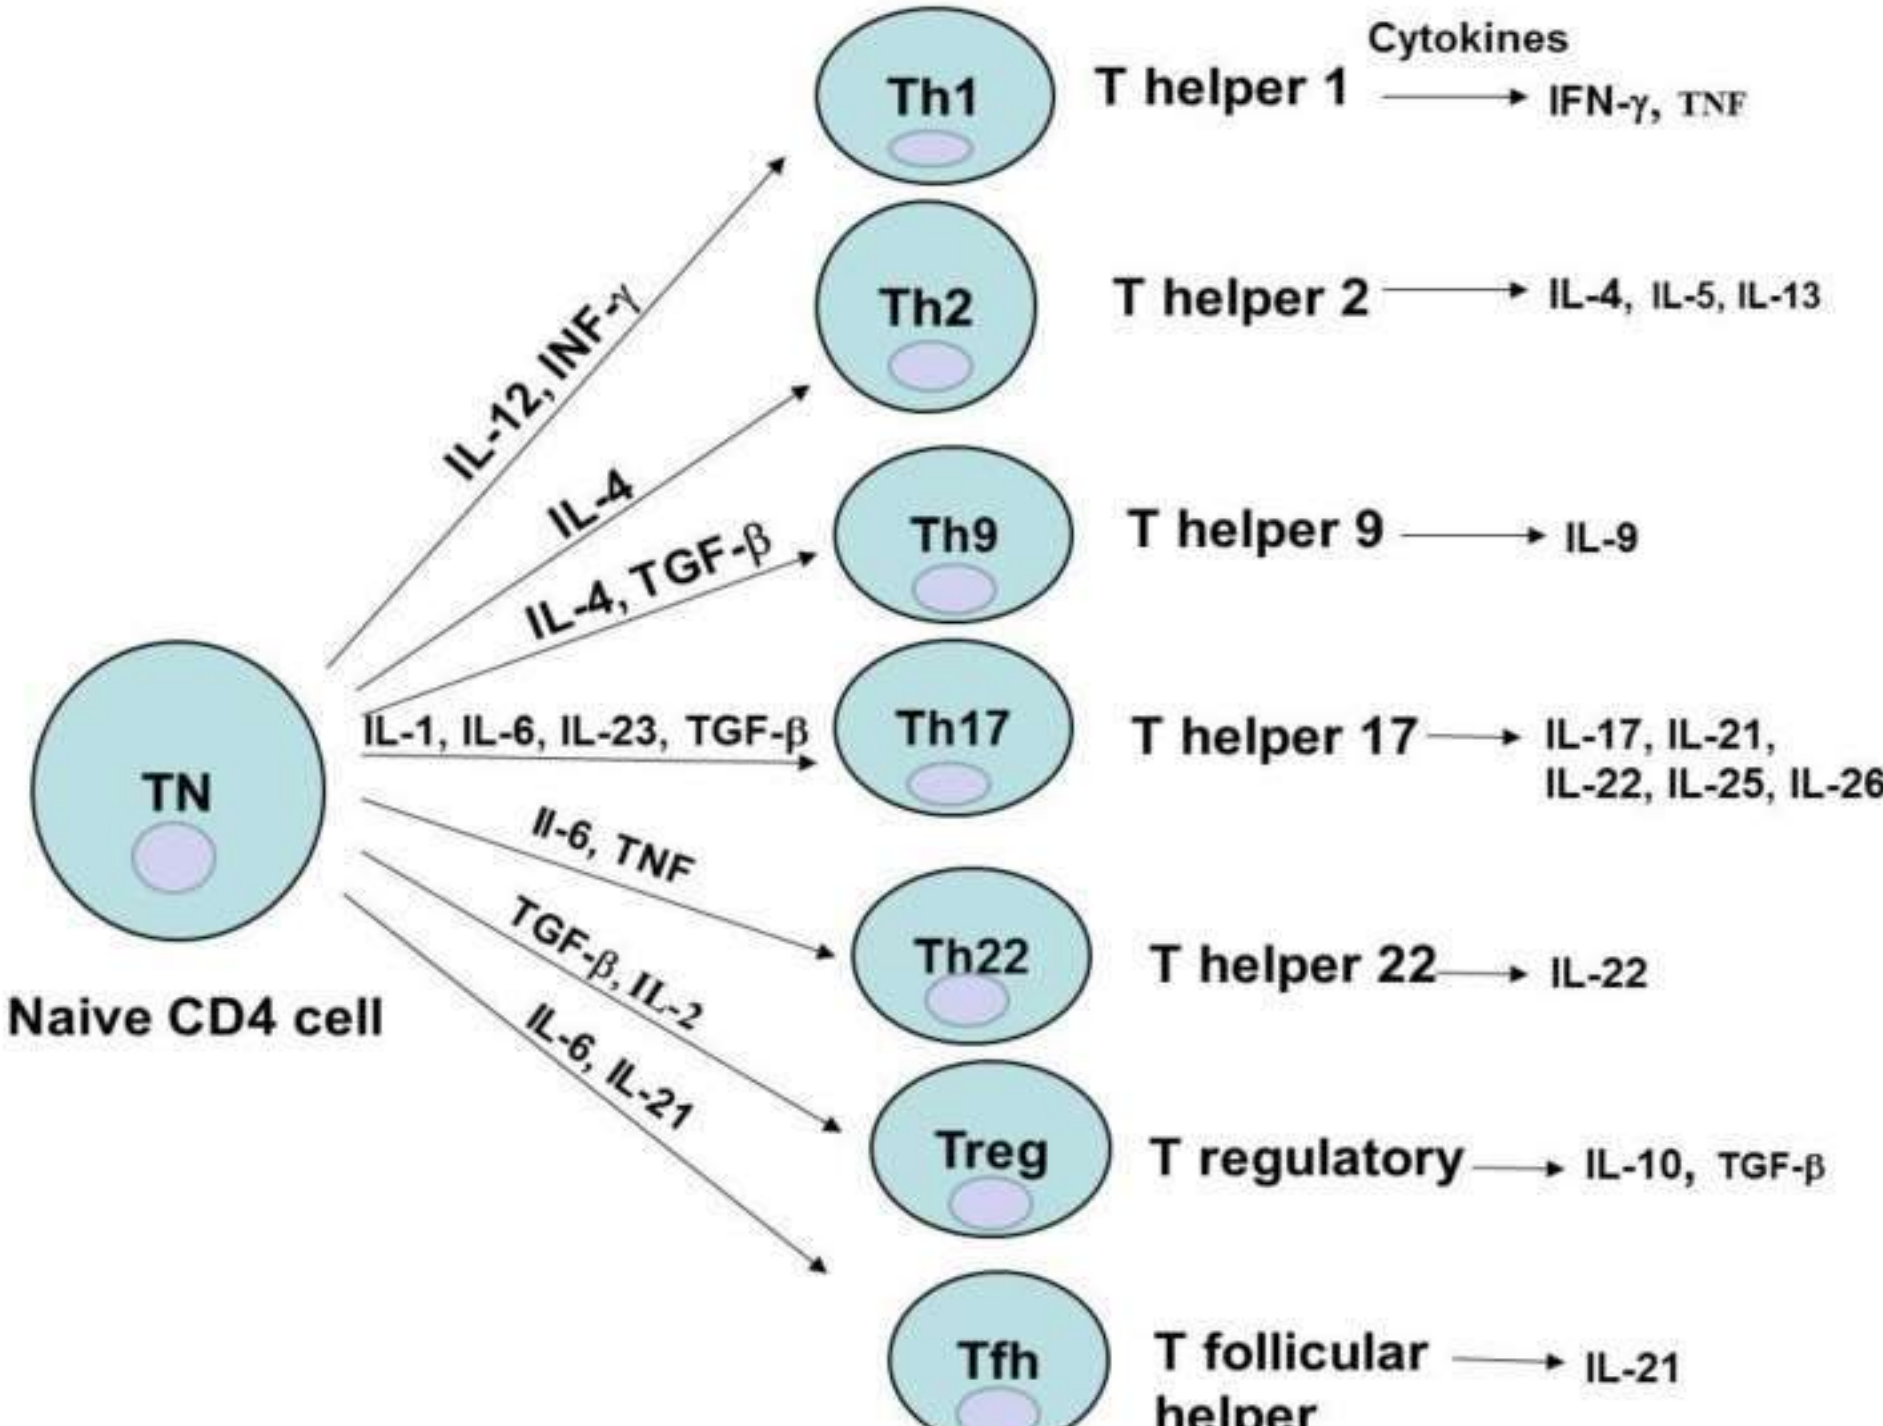 Cytokines
Th1
T helper 1
IFN-γ, TNF
IL-12, INF-γ
Th2
T helper 2
IL-4, IL-5, IL-13
IL-4
Th9
T helper 9
IL-9
IL-4, TGF-β
Th17
T helper 17
IL-17, IL-21,
IL-22, IL-25, IL-26
IL-1, IL-6, IL-23, TGF-β
TN
Naive CD4 cell
Il-6, TNF
Th22
T helper 22
IL-22
TGF-β, IL-2
Treg
T regulatory
IL-10, TGF-β
IL-6, IL-21
Tfh
T follicular
helper
IL-21